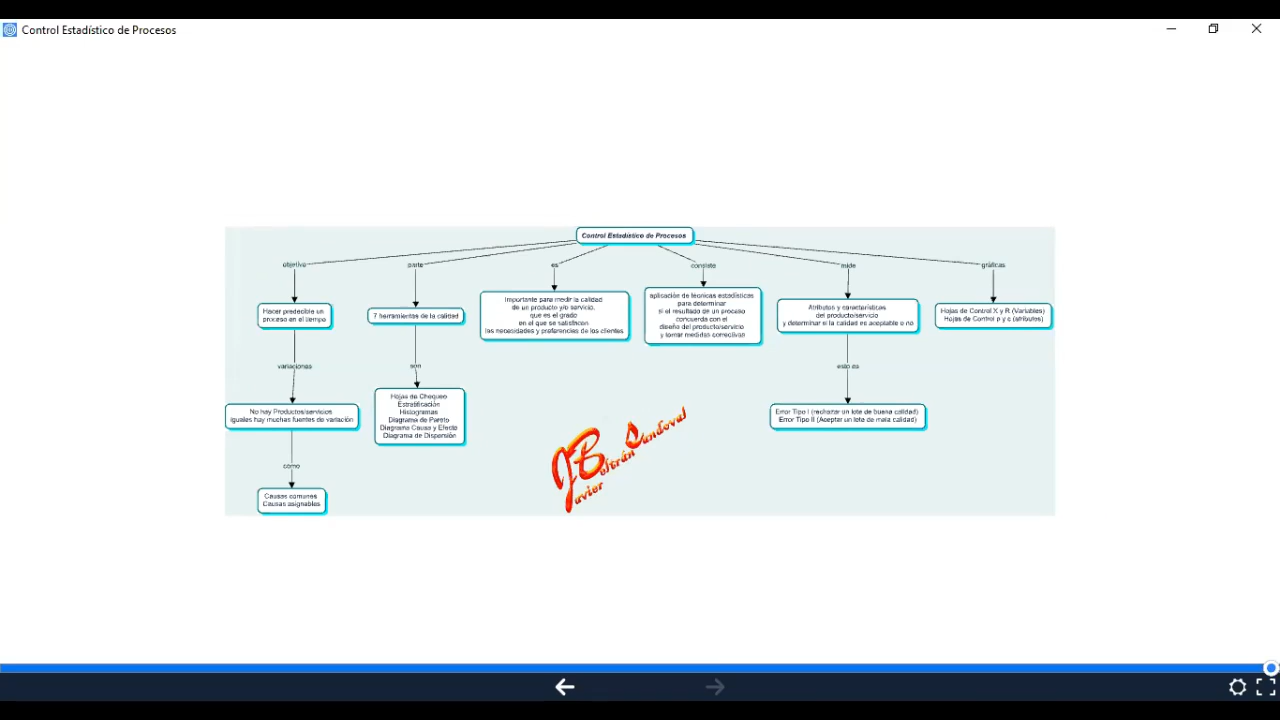 Control Estadístico de Procesos
Control Estadístico de Procesos
objetivo
parte
es
consiste
mide
gráficas
Hacer predecible un
proceso en el tiempo
7 herramientas de la calidad
Importante para medir la calidad
de un producto y/o servicio,
que es el grado
en el que se satisfacen
las necesidades y preferencias de los clientes
aplicación de técnicas estadísticas
para determinar
si el resultado de un proceso
concuerda con el
diseño del producto/servicio
y tomar medidas correctivas
Atributos y características
del producto/servicio
y determinar si la calidad es aceptable o no
Hojas de Control X y R (Variables)
Hojas de Control p y c (atributos)
variaciones
son
esto es
No hay Productos/servicios
iguales hay muchas fuentes de variación
Hojas de Chequeo
Estratificación
Histogramas
Diagrama de Pareto
Diagrama Causa y Efecto
Diagrama de Dispersión
Error Tipo I (rechazar un lote de buena calidad)
Error Tipo II (Aceptar un lote de mala calidad)
como
Causas comunes
Causas asignables
Javier Beltrán Sandoval